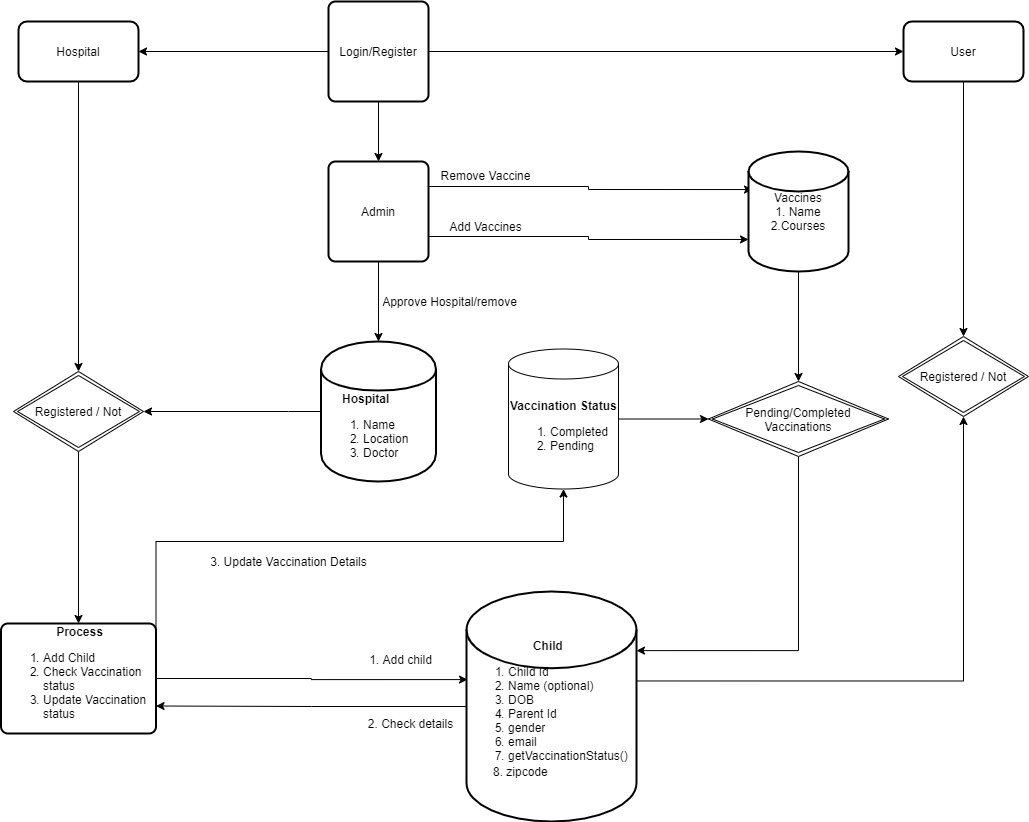 Hospital
Login/Register
User
Admin
Remove Vaccine
Add Vaccines
Vaccines
1. Name
2.Courses
Approve Hospital/remove
Hospital
1. Name
2. Location
3. Doctor
Registered / Not
Vaccination Status
1. Completed
2. Pending
Pending/Completed
Vaccinations
Registered / Not
3. Update Vaccination Details
Process
1. Add Child
2. Check Vaccination
status
3. Update Vaccination
status
1. Add child
2. Check details
Child
1. Child Id
2. Name (optional)
3. DOB
4. Parent Id
5. gender
6. email
7. getVaccinationStatus()
8. zipcode